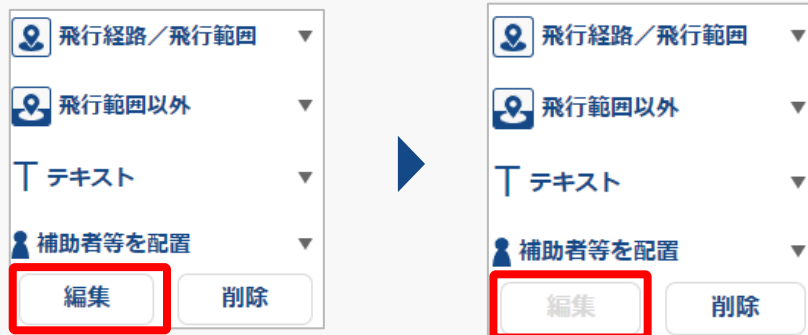 飛行経路／飛行範囲 ▼
飛行範囲以外 ▼
テキスト ▼
補助者等を配置 ▼
編集 削除
飛行経路／飛行範囲 ▼
飛行範囲以外 ▼
テキスト ▼
補助者等を配置 ▼
編集 削除